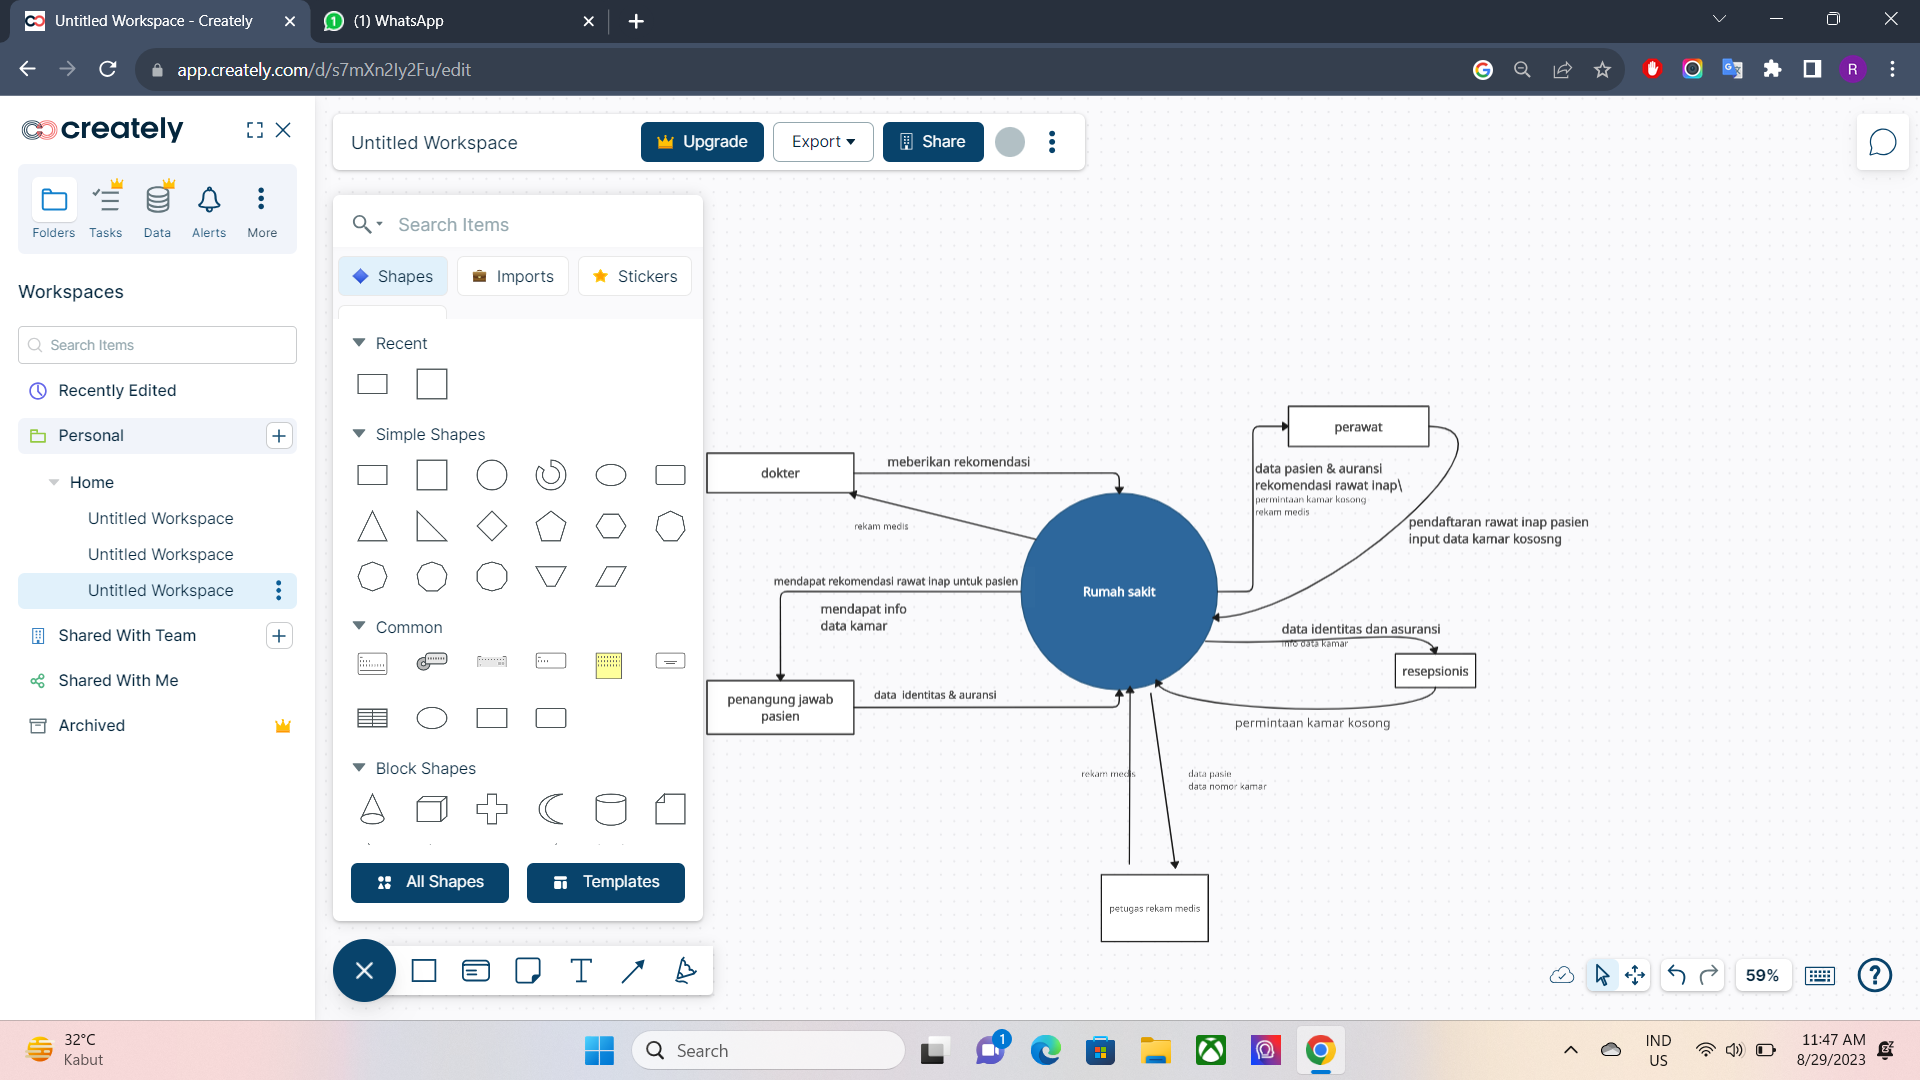 Untitled Workspace - Creately
(1) WhatsApp
app.creately.com/d/s7mXn2Iy2Fu/edit
R
creately
Folders
Tasks
Data
Alerts
More
Workspaces
Search Items
Recently Edited
Personal
Home
Untitled Workspace
Untitled Workspace
Untitled Workspace
Shared With Team
Shared With Me
Archived
Untitled Workspace
Upgrade
Export
Share
Search Items
Shapes
Imports
Stickers
Recent
Simple Shapes
Common
Block Shapes
All Shapes
Templates
dokter
meberikan rekomendasi
rekam medis
mendapat rekomendasi rawat inap untuk pasien
mendapat info
data kamar
penangung jawab
pasien
data identitas & auransi
Rumah sakit
perawat
data pasien & auransi
rekomendasi rawat inap\
permintaan kamar kosong
rekam medis
pendaftaran rawat inap pasien
input data kamar kososng
data identitas dan asuransi
info data kamar
resepsionis
permintaan kamar kosong
rekam medis
data pasie
data nomor kamar
petugas rekam medis
59%
32°C
Kabut
Search
1
IND
US
11:47 AM
8/29/2023